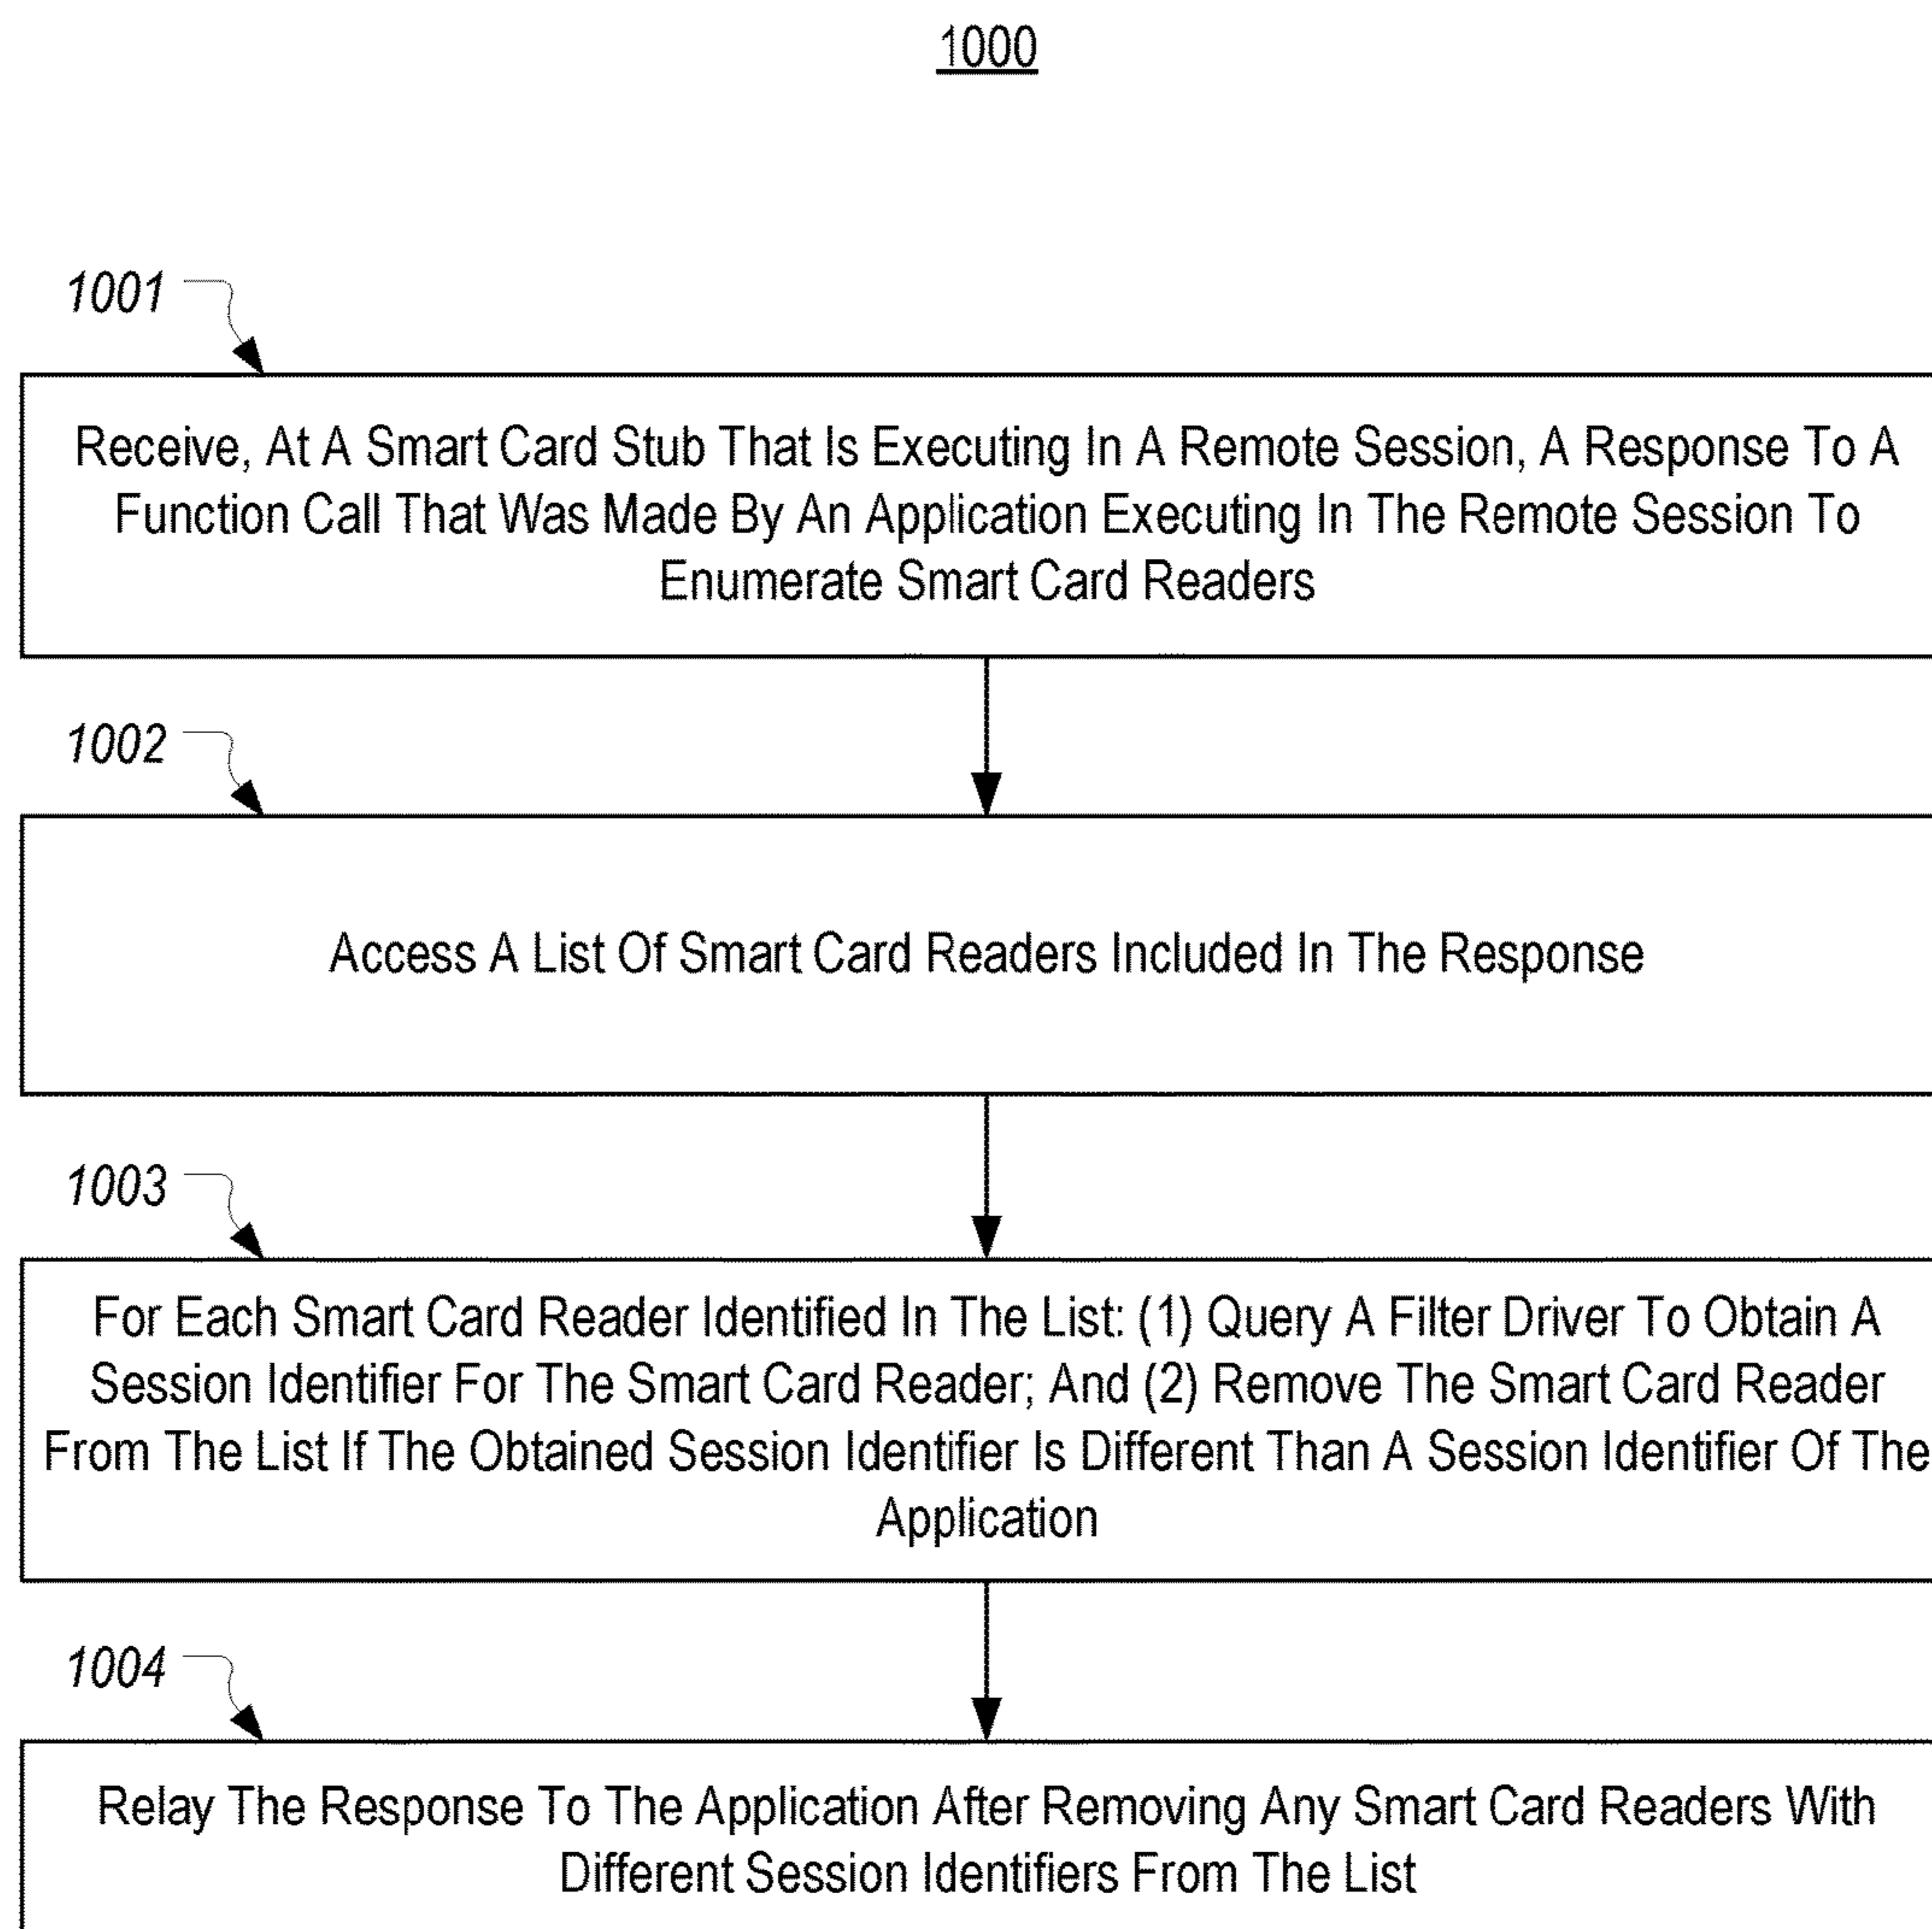 1000
1001
Receive, At A Smart Card Stub That Is Executing In A Remote Session, A Response To A
Function Call That Was Made By An Application Executing In The Remote Session To
Enumerate Smart Card Readers
1002
Access A List Of Smart Card Readers Included In The Response
1003
For Each Smart Card Reader Identified In The List: (1) Query A Filter Driver To Obtain A
Session Identifier For The Smart Card Reader; And (2) Remove The Smart Card Reader
From The List If The Obtained Session Identifier Is Different Than A Session Identifier Of The
Application
1004
Relay The Response To The Application After Removing Any Smart Card Readers With
Different Session Identifiers From The List